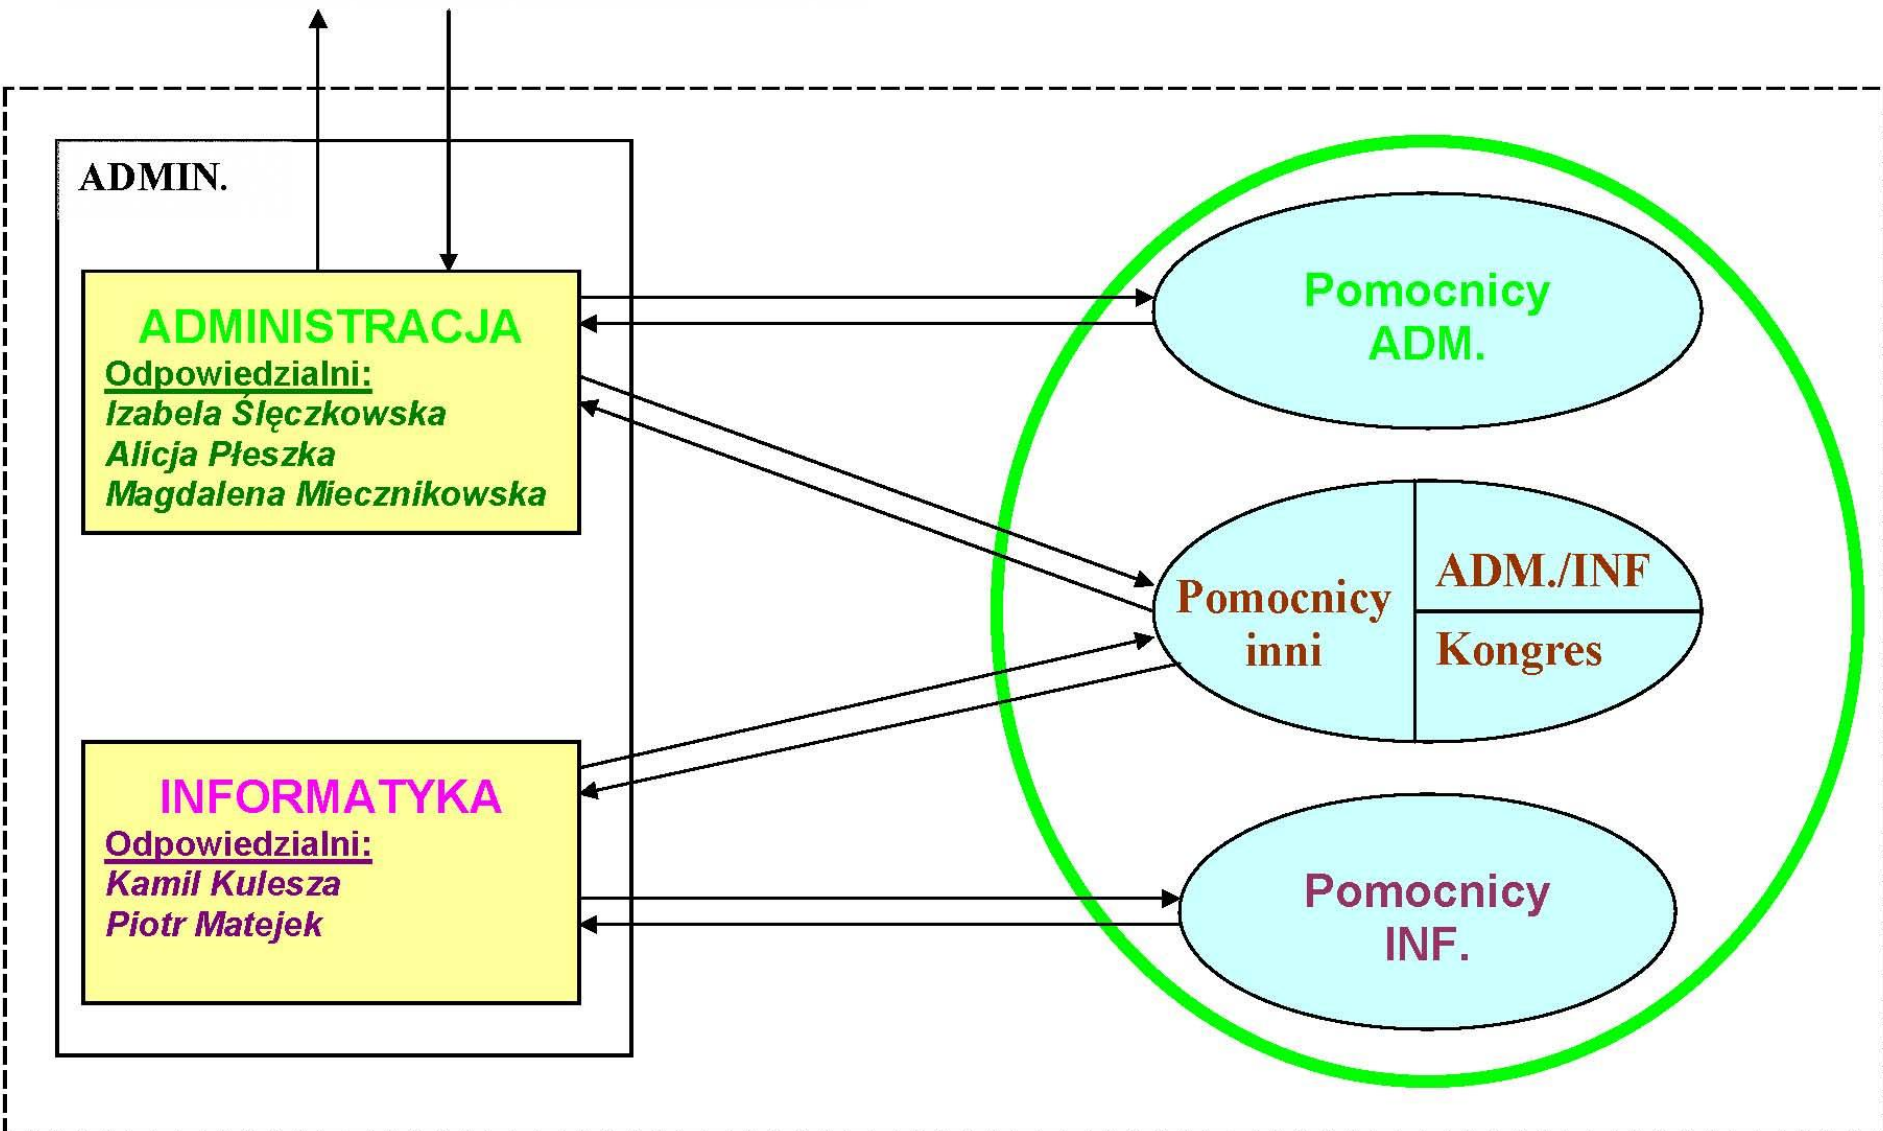 ADMIN.
ADMINISTRACJA
Odpowiedzialni:
Izabela Ślęczkowska
Alicja Płeszka
Magdalena Miecznikowska
INFORMATYKA
Odpowiedzialni:
Kamil Kulesza
Piotr Matejek
Pomocnicy
ADM.
Pomocnicy
inni
ADM./INF
Kongres
Pomocnicy
INF.